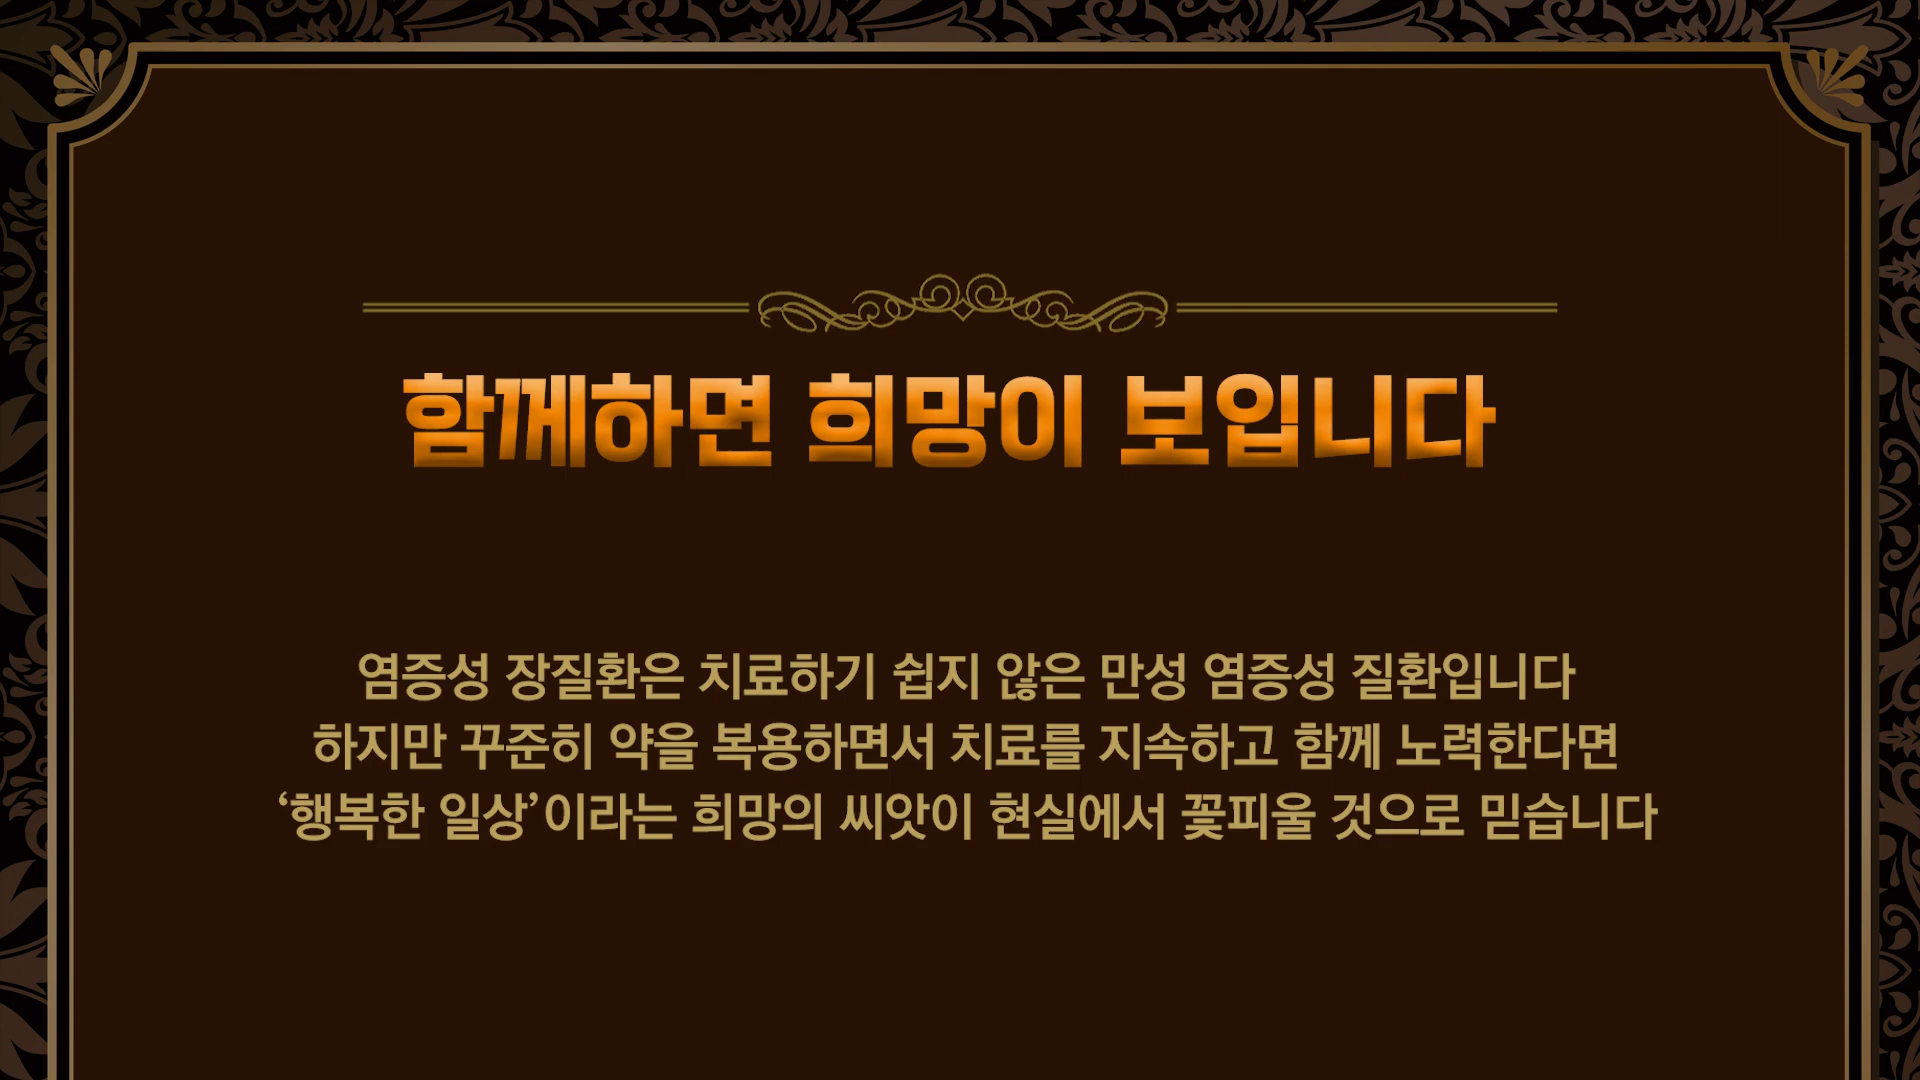 함께하면 희망이 보입니다
염증성 장질환은 치료하기 쉽지 않은 만성 염증성 질환입니다
하지만 꾸준히 약을 복용하면서 치료를 지속하고 함께 노력한다면
‘행복한 일상’이라는 희망의 씨앗이 현실에서 꽃피울 것으로 믿습니다